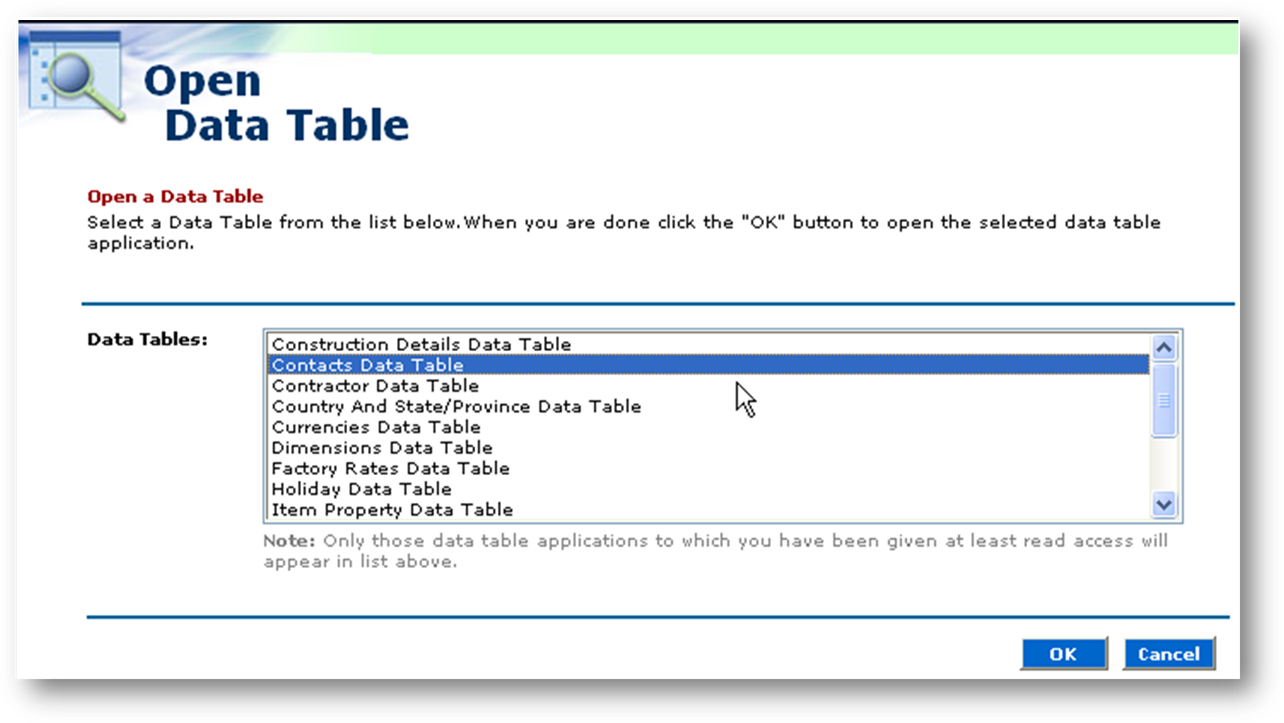 Open
Data Table
Open a Data Table
Select a Data Table from the list below.When you are done click the "OK" button to open the selected data table
application.
Data Tables:
Construction Details Data Table
Contacts Data Table
Contractor Data Table
Country And State/Province Data Table
Currencies Data Table
Dimensions Data Table
Factory Rates Data Table
Holiday Data Table
Item Property Data Table
Note: Only those data table applications to which you have been given at least read access will
appear in list above.
OK
Cancel